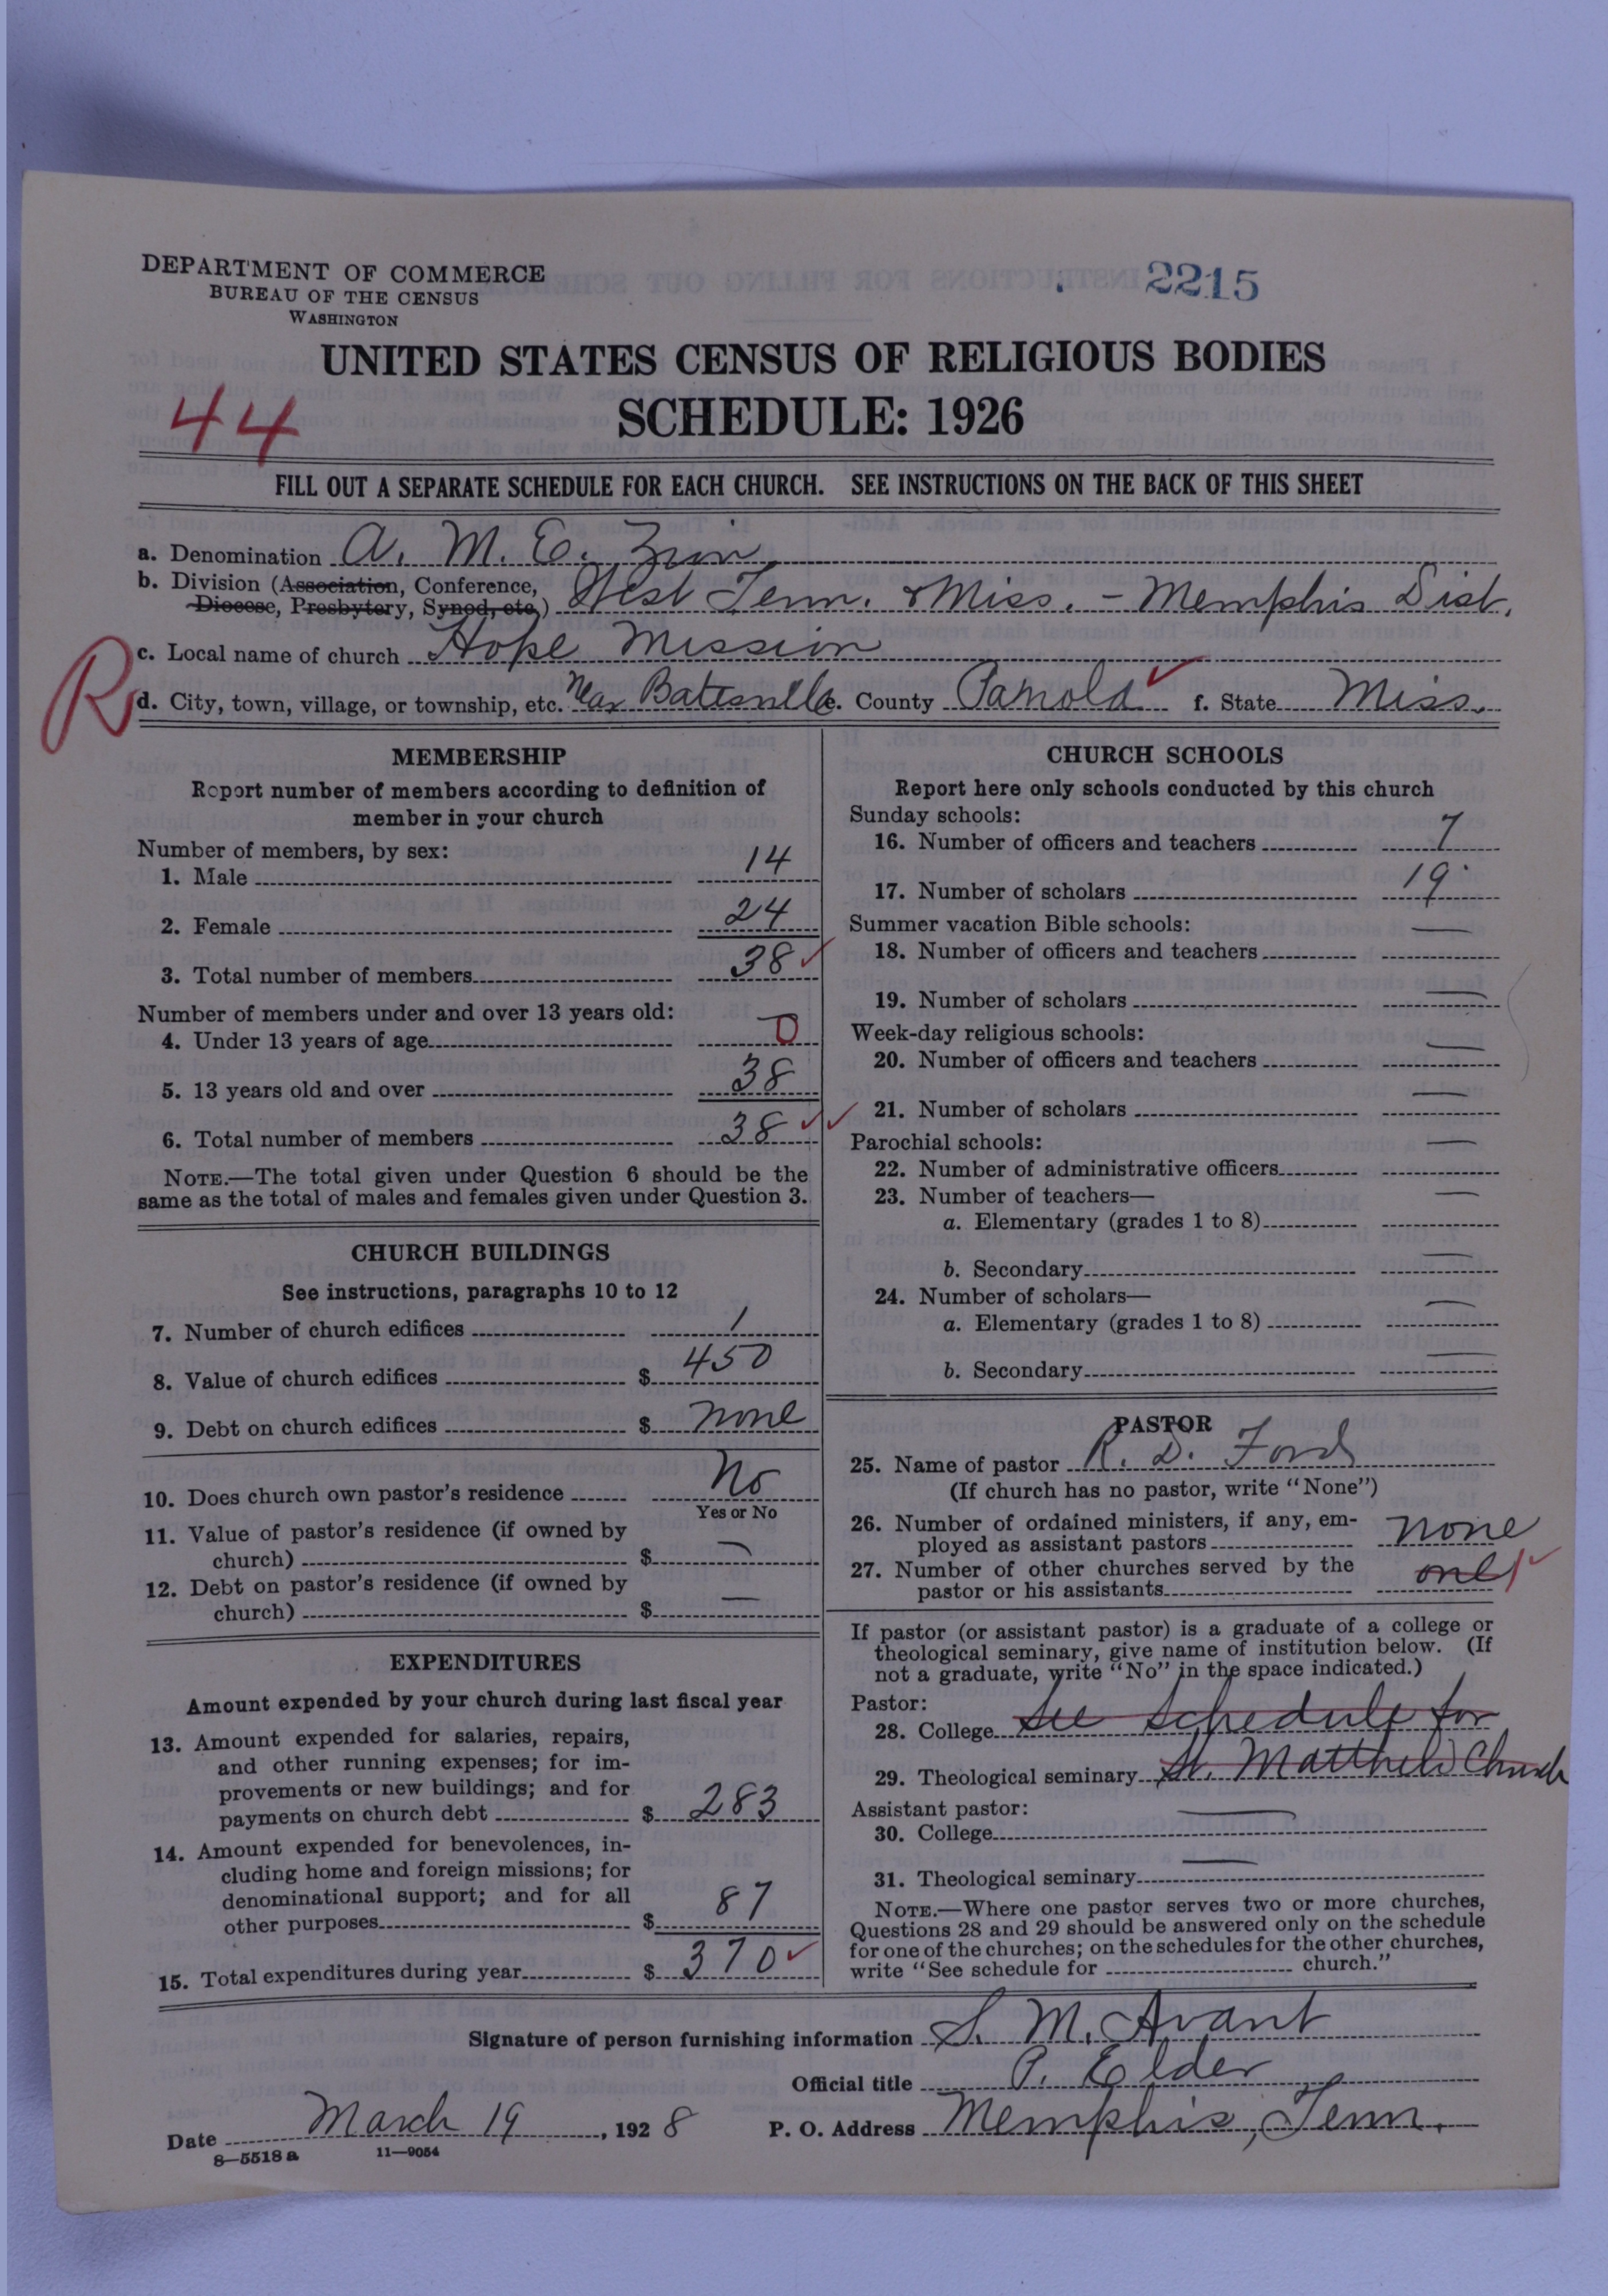 DEPARTMENT OF COMMERCE
BUREAU OF THE CENSUS
WASHINGTON
2215
UNITED STATES CENSUS OF RELIGIOUS BODIES
SCHEDULE: 1926
44
FILL OUT A SEPARATE SCHEDULE FOR EACH CHURCH. SEE INSTRUCTIONS ON THE BACK OF THIS SHEET
a. Denomination A. M. E. Zion
b. Division (Association, Conference, Diocese, Presbytery, Synod, etc.) West Tenn. & Miss. - Memphis Dist.
c. Local name of church Hope Mission
R
d. City, town, village, or township, etc. Near Batesville e. County Panola f. State Miss.
MEMBERSHIP
Report number of members according to definition of
member in your church
Number of members, by sex:
1. Male 14
2. Female 24
3. Total number of members 38
Number of members under and over 13 years old:
4. Under 13 years of age 0
5. 13 years old and over 38
6. Total number of members 38
NOTE.—The total given under Question 6 should be the
same as the total of males and females given under Question 3.
CHURCH BUILDINGS
See instructions, paragraphs 10 to 12
7. Number of church edifices 1
8. Value of church edifices $ 450
9. Debt on church edifices $ none
10. Does church own pastor's residence No
Yes or No
11. Value of pastor's residence (if owned by
church) $ —
12. Debt on pastor's residence (if owned by
church) $ —
EXPENDITURES
Amount expended by your church during last fiscal year
13. Amount expended for salaries, repairs,
and other running expenses; for im-
provements or new buildings; and for
payments on church debt $ 283
14. Amount expended for benevolences, in-
cluding home and foreign missions; for
denominational support; and for all
other purposes $ 87
15. Total expenditures during year $ 370
CHURCH SCHOOLS
Report here only schools conducted by this church
Sunday schools:
16. Number of officers and teachers 7
17. Number of scholars 19
Summer vacation Bible schools:
18. Number of officers and teachers —
19. Number of scholars —
Week-day religious schools:
20. Number of officers and teachers —
21. Number of scholars —
Parochial schools:
22. Number of administrative officers —
23. Number of teachers—
a. Elementary (grades 1 to 8) —
b. Secondary —
24. Number of scholars—
a. Elementary (grades 1 to 8) —
b. Secondary —
PASTOR
25. Name of pastor R. D. Ford
(If church has no pastor, write "None")
26. Number of ordained ministers, if any, em-
ployed as assistant pastors none
27. Number of other churches served by the
pastor or his assistants one 1
If pastor (or assistant pastor) is a graduate of a college or
theological seminary, give name of institution below. (If
not a graduate, write "No" in the space indicated.)
Pastor:
28. College See schedule for
29. Theological seminary St. Matthew Church
Assistant pastor:
30. College —
31. Theological seminary —
NOTE.—Where one pastor serves two or more churches,
Questions 28 and 29 should be answered only on the schedule
for one of the churches; on the schedules for the other churches,
write "See schedule for church."
Signature of person furnishing information S. M. Avant
Official title P. Elder
Date March 19, 1928 P. O. Address Memphis, Tenn.
8—5518a 11—9054